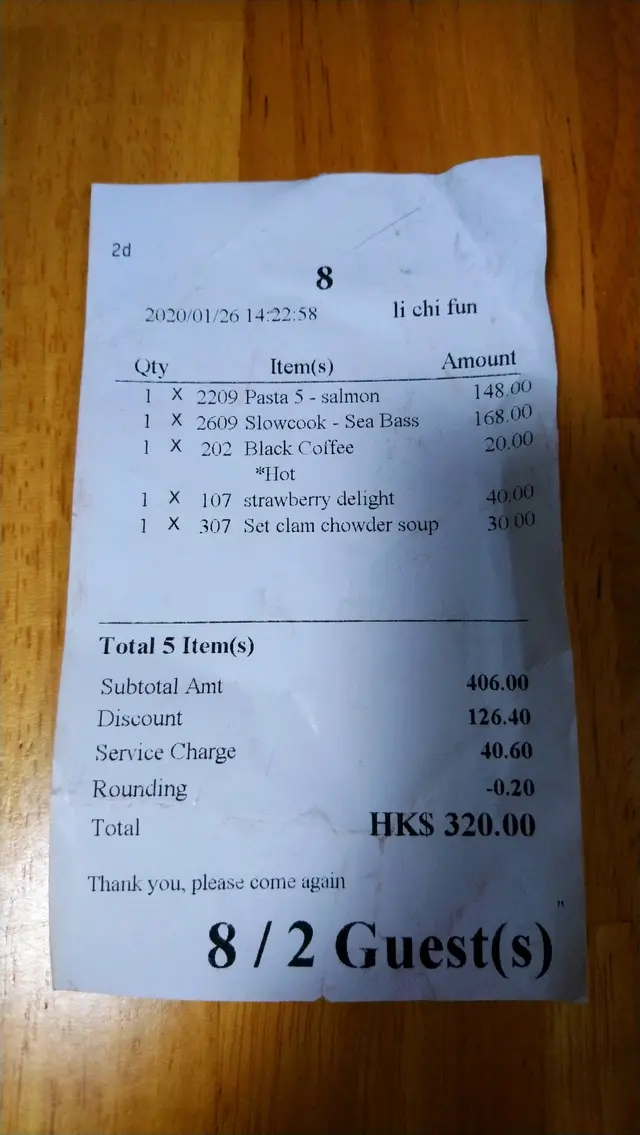 2d
8
2020/01/26 14:22:58 li chi fun
Qty Item(s) Amount
1 X 2209 Pasta 5 - salmon 148.00
1 X 2609 Slowcook - Sea Bass 168.00
1 X 202 Black Coffee 20.00
*Hot
1 X 107 strawberry delight 40.00
1 X 307 Set clam chowder soup 30.00
Total 5 Item(s)
Subtotal Amt 406.00
Discount 126.40
Service Charge 40.60
Rounding -0.20
Total HK$ 320.00
Thank you, please come again
"
8 / 2 Guest(s)